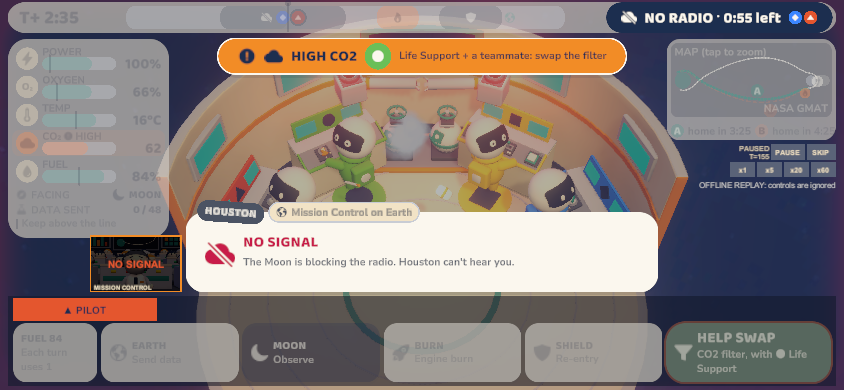 T+ 2:35
NO RADIO · 0:55 left
HIGH CO2
Life Support + a teammate: swap the filter
POWER
100%
OXYGEN
O₂
66%
TEMP
16°C
CO₂ HIGH
62
FUEL
84%
FACING
MOON
DATA SENT
0 / 48
Keep above the line
MAP (tap to zoom)
A
NASA GMAT
A home in 3:25
B home in 4:25
PAUSED
T=155
PAUSE
SKIP
x1
x5
x20
x60
OFFLINE REPLAY: controls are ignored
HOUSTON
Mission Control on Earth
NO SIGNAL
The Moon is blocking the radio. Houston can't hear you.
NO SIGNAL
MISSION CONTROL
▲ PILOT
FUEL 84
Each turn
uses 1
EARTH
Send data
MOON
Observe
BURN
Engine burn
SHIELD
Re-entry
HELP SWAP
CO2 filter, with ● Life
Support